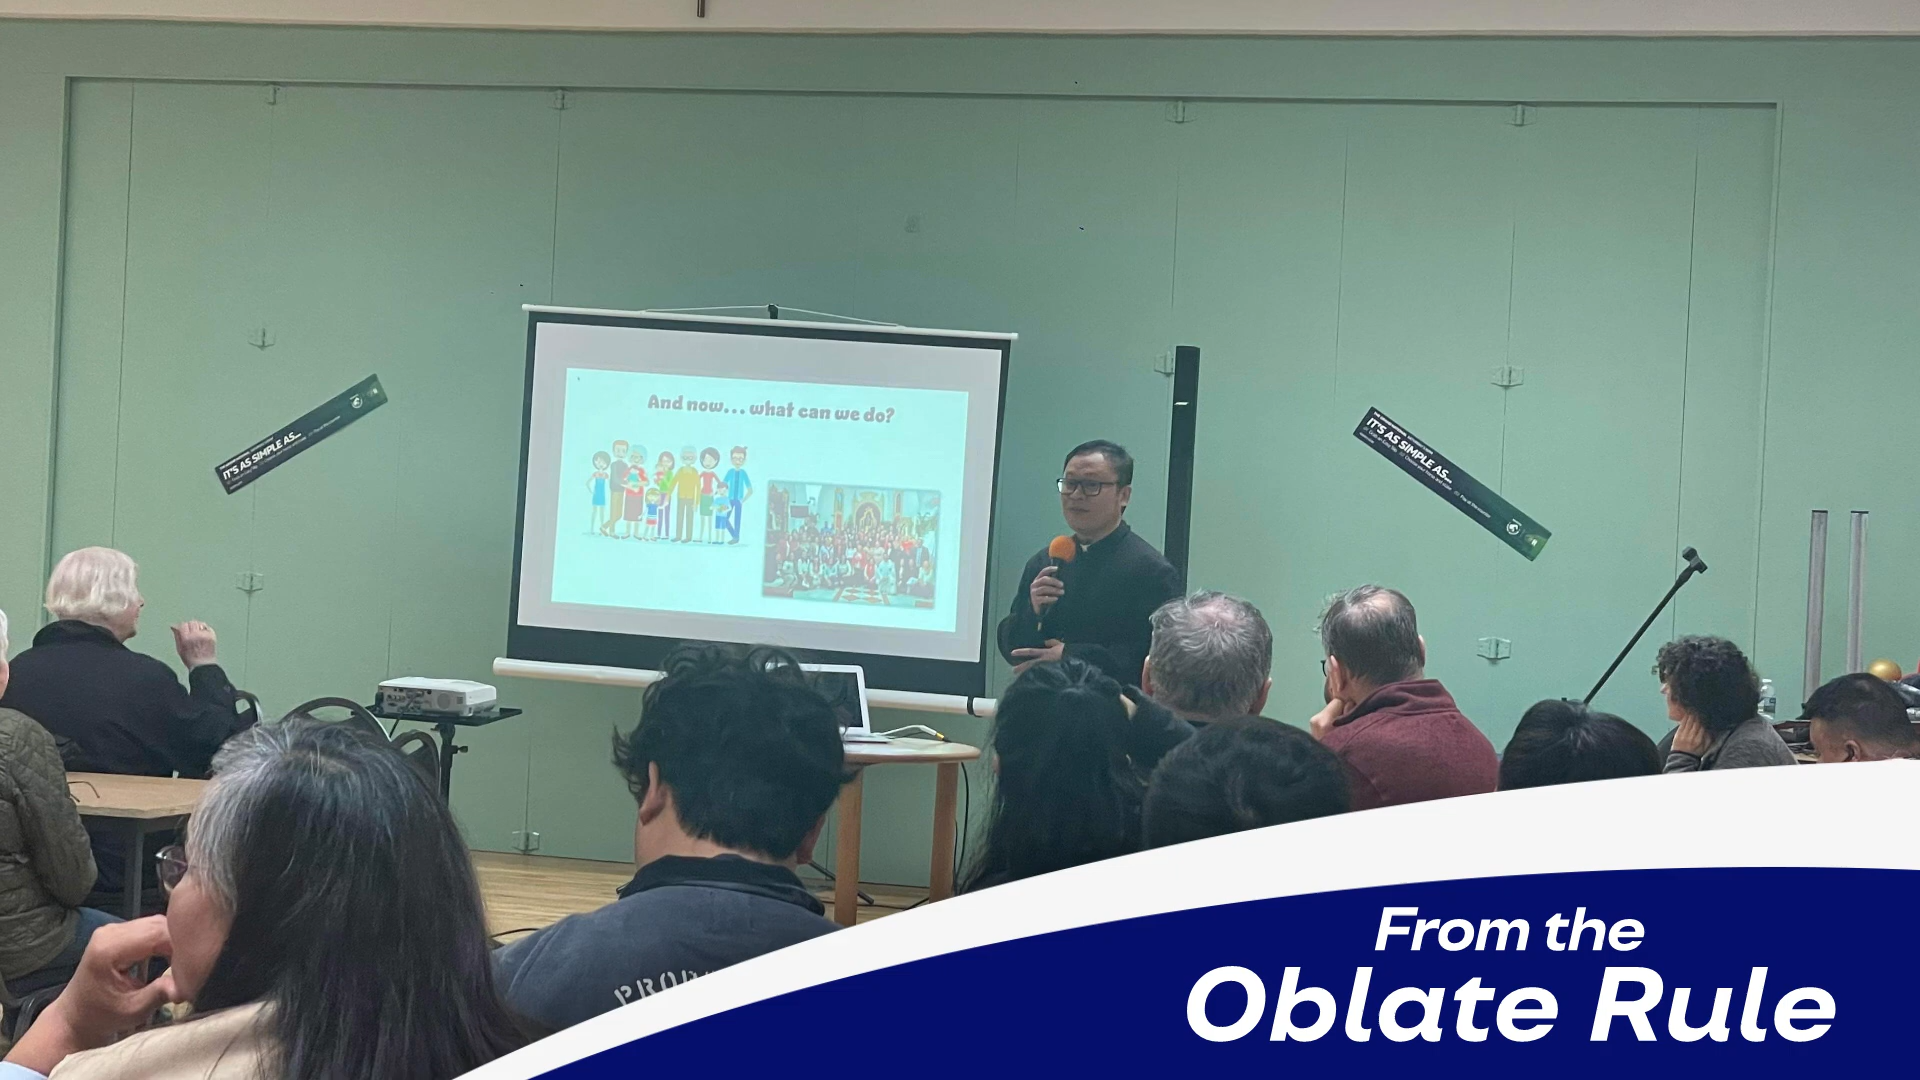 And now... what can we do?
IT'S AS SIMPLE AS...
IT'S AS SIMPLE AS...
From the
Oblate Rule